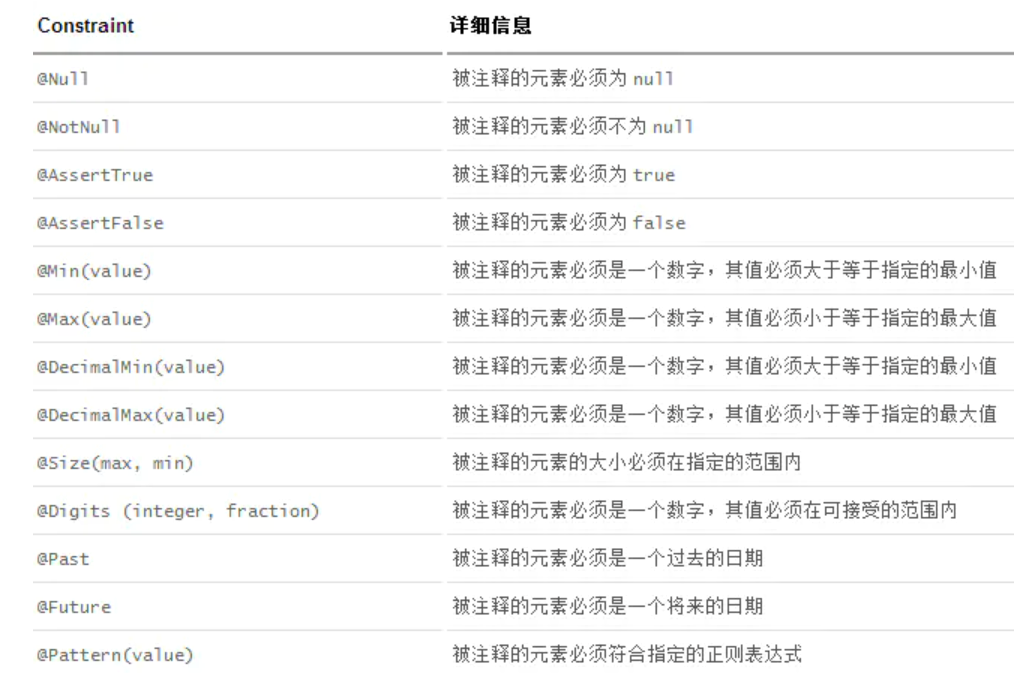 Constraint 详细信息
@Null 被注释的元素必须为 null
@NotNull 被注释的元素必须不为 null
@AssertTrue 被注释的元素必须为 true
@AssertFalse 被注释的元素必须为 false
@Min(value) 被注释的元素必须是一个数字，其值必须大于等于指定的最小值
@Max(value) 被注释的元素必须是一个数字，其值必须小于等于指定的最大值
@DecimalMin(value) 被注释的元素必须是一个数字，其值必须大于等于指定的最小值
@DecimalMax(value) 被注释的元素必须是一个数字，其值必须小于等于指定的最大值
@Size(max, min) 被注释的元素的大小必须在指定的范围内
@Digits (integer, fraction) 被注释的元素必须是一个数字，其值必须在可接受的范围内
@Past 被注释的元素必须是一个过去的日期
@Future 被注释的元素必须是一个将来的日期
@Pattern(value) 被注释的元素必须符合指定的正则表达式